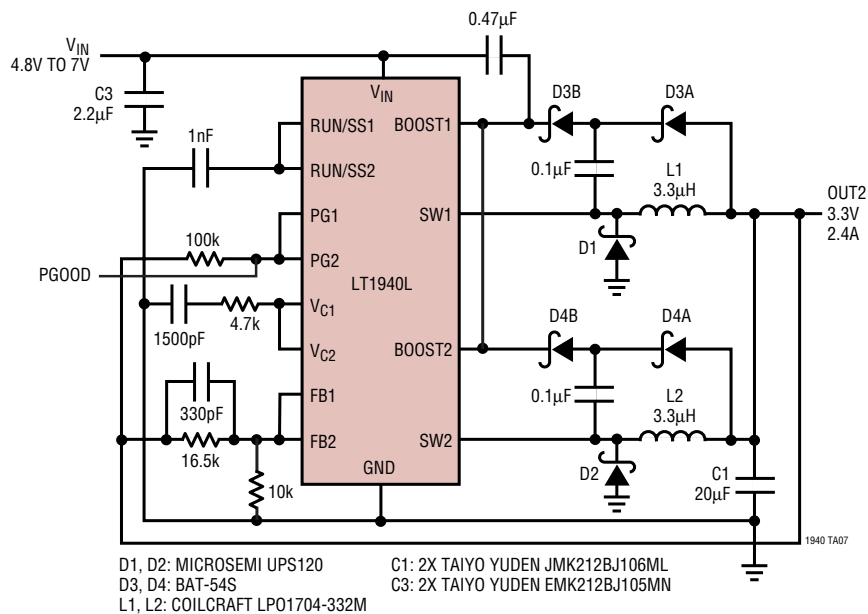 0.47µF
VIN
4.8V TO 7V
C3
2.2µF
VIN
D3B
D3A
RUN/SS1
BOOST1
1nF
0.1µF
L1
3.3µH
RUN/SS2
OUT2
3.3V
2.4A
PG1
SW1
100k
D1
PGOOD
PG2
LT1940L
VC1
D4B
D4A
1500pF
4.7k
VC2
BOOST2
0.1µF
L2
3.3µH
330pF
FB1
16.5k
FB2
SW2
GND
D2
C1
20µF
10k
1940 TA07
D1, D2: MICROSEMI UPS120
D3, D4: BAT-54S
L1, L2: COILCRAFT LPO1704-332M
C1: 2X TAIYO YUDEN JMK212BJ106ML
C3: 2X TAIYO YUDEN EMK212BJ105MN